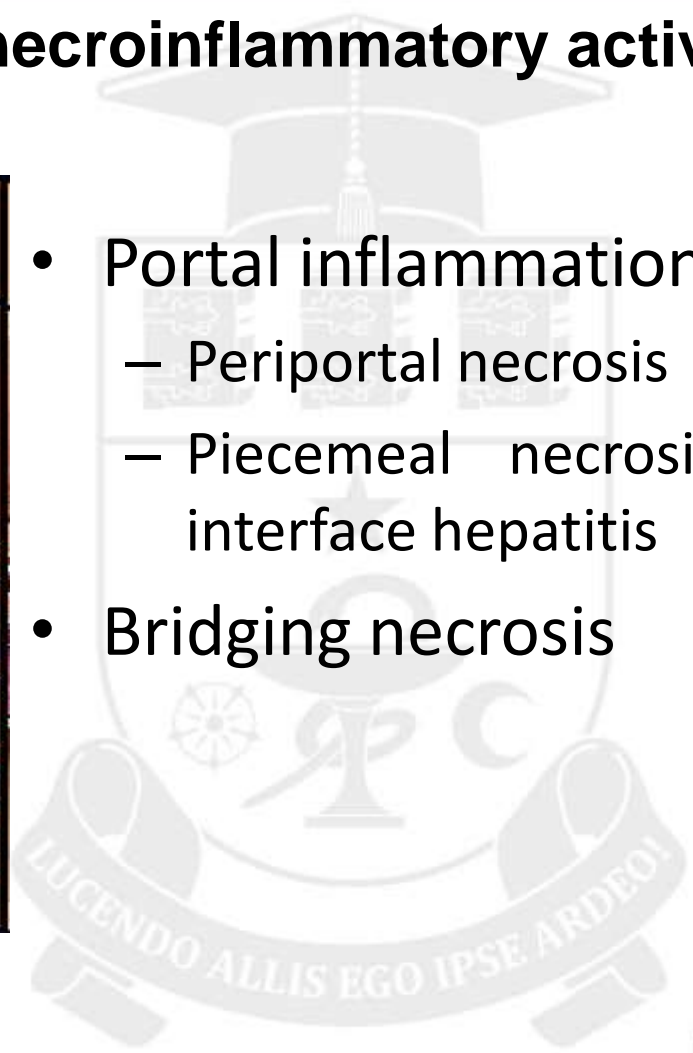 necroinflammatory activ
• Portal inflammation
– Periportal necrosis
– Piecemeal necrosi
interface hepatitis
• Bridging necrosis
LUCENDO ALLIS EGO IPSE ARDEO!